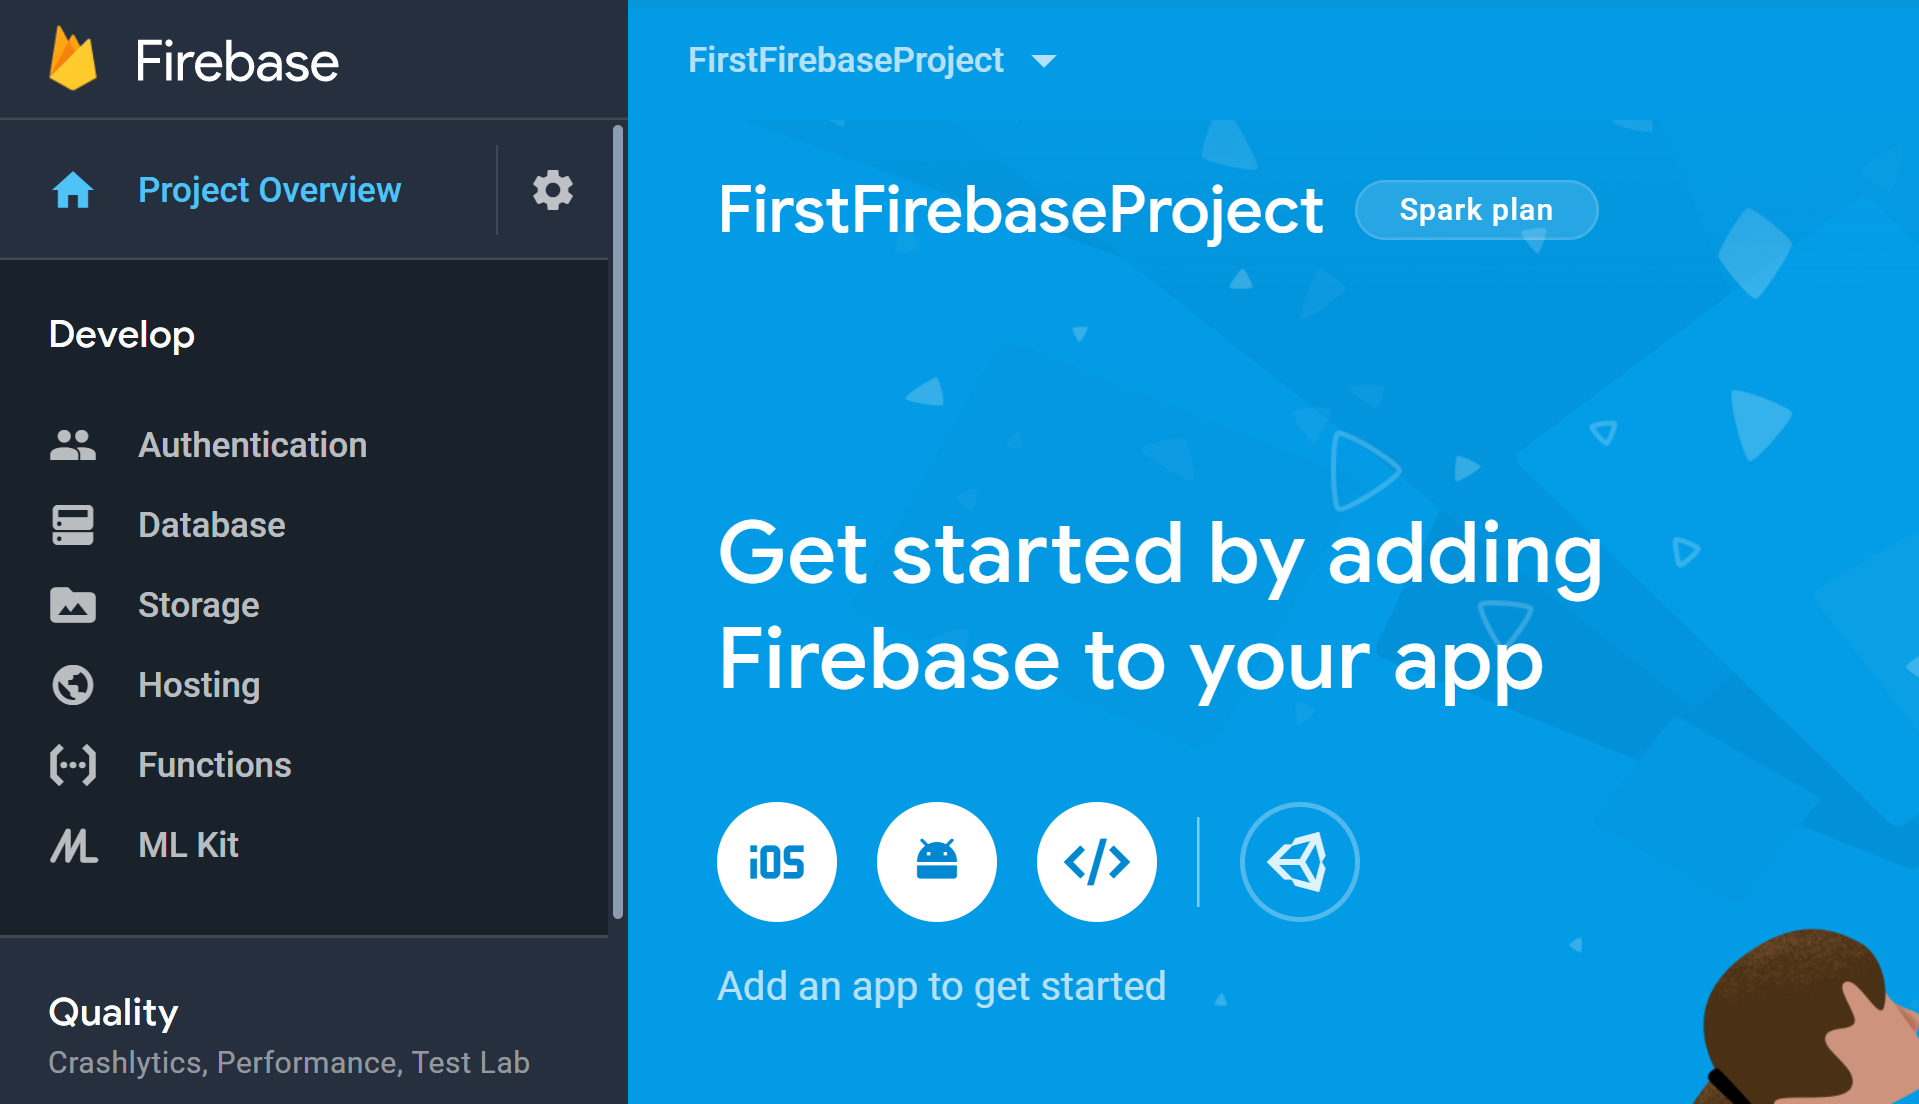 Firebase
FirstFirebaseProject
Project Overview
FirstFirebaseProject
Spark plan
Develop
Authentication
Database
Storage
Hosting
Functions
ML Kit
Get started by adding
Firebase to your app
iOS
Add an app to get started
Quality
Crashlytics, Performance, Test Lab